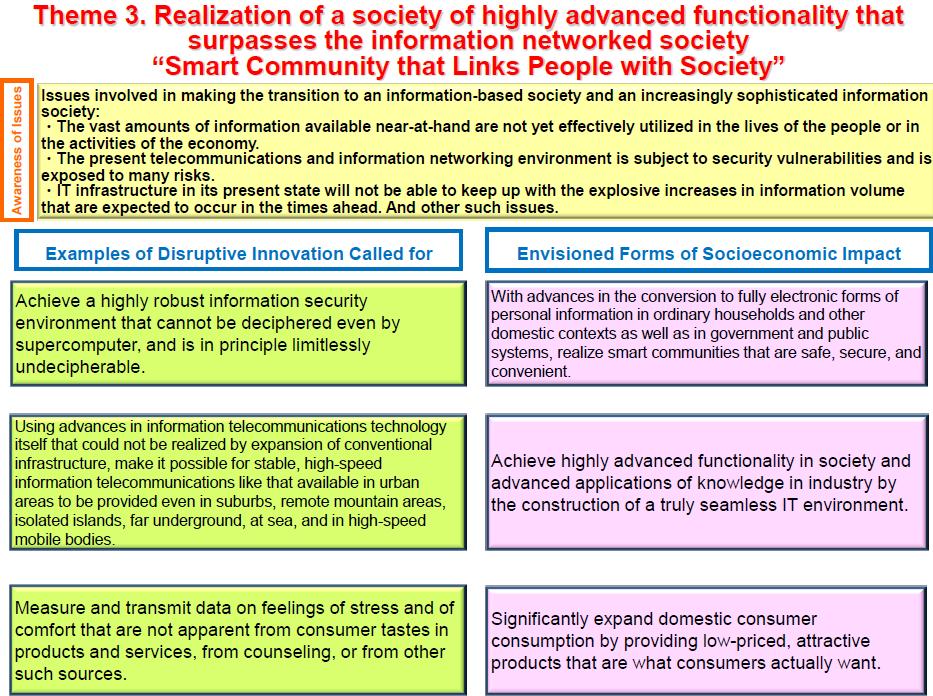 Theme 3. Realization of a society of highly advanced functionality that
surpasses the information networked society
“Smart Community that Links People with Society”
Awareness of Issues
Issues involved in making the transition to an information-based society and an increasingly sophisticated information
society:
・The vast amounts of information available near-at-hand are not yet effectively utilized in the lives of the people or in
the activities of the economy.
・The present telecommunications and information networking environment is subject to security vulnerabilities and is
exposed to many risks.
・IT infrastructure in its present state will not be able to keep up with the explosive increases in information volume
that are expected to occur in the times ahead. And other such issues.
Examples of Disruptive Innovation Called for
Envisioned Forms of Socioeconomic Impact
Achieve a highly robust information security
environment that cannot be deciphered even by
supercomputer, and is in principle limitlessly
undecipherable.
With advances in the conversion to fully electronic forms of
personal information in ordinary households and other
domestic contexts as well as in government and public
systems, realize smart communities that are safe, secure, and
convenient.
Using advances in information telecommunications technology
itself that could not be realized by expansion of conventional
infrastructure, make it possible for stable, high-speed
information telecommunications like that available in urban
areas to be provided even in suburbs, remote mountain areas,
isolated islands, far underground, at sea, and in high-speed
mobile bodies.
Achieve highly advanced functionality in society and
advanced applications of knowledge in industry by
the construction of a truly seamless IT environment.
Measure and transmit data on feelings of stress and of
comfort that are not apparent from consumer tastes in
products and services, from counseling, or from other
such sources.
Significantly expand domestic consumer
consumption by providing low-priced, attractive
products that are what consumers actually want.